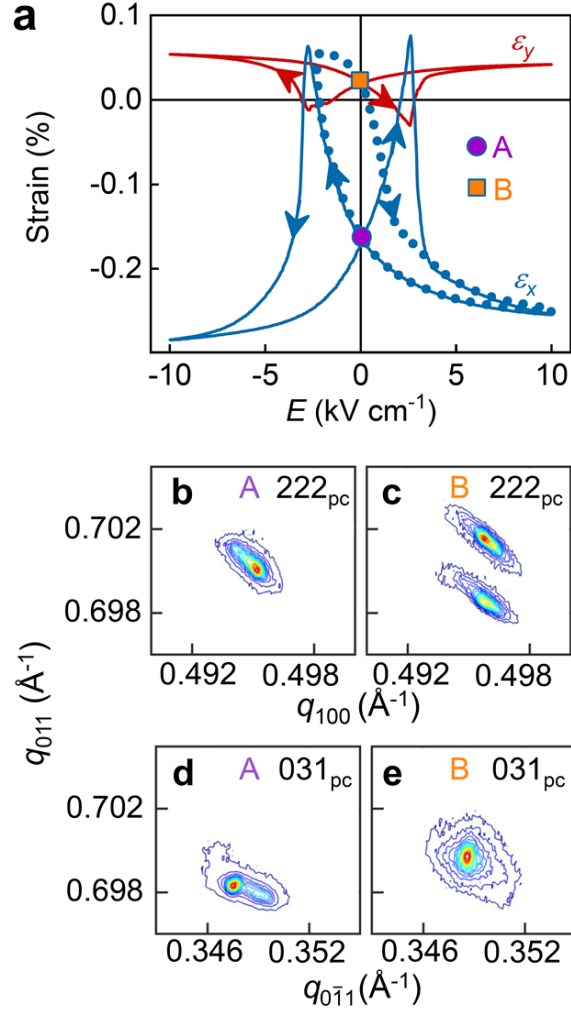 a
0.1
0.0
-0.1
-0.2
Strain (%)
εy
A
B
εx
-10 -5 0 5 10
E (kV cm⁻¹)
b A 222pc
c B 222pc
0.702
0.698
0.492 0.498 0.492 0.498
q100 (Å⁻¹)
q011 (Å⁻¹)
d A 031pc
e B 031pc
0.702
0.698
0.346 0.352 0.346 0.352
q01̄1 (Å⁻¹)